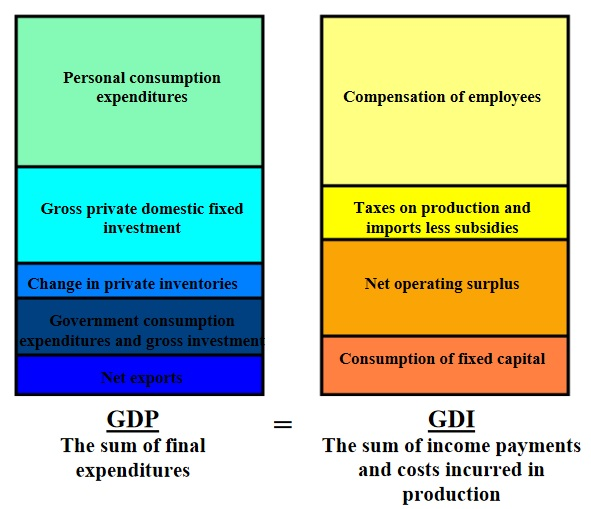 Personal consumption
expenditures
Gross private domestic fixed
investment
Change in private inventories
Government consumption
expenditures and gross investment
Net exports
GDP
The sum of final
expenditures
=
Compensation of employees
Taxes on production and
imports less subsidies
Net operating surplus
Consumption of fixed capital
GDI
The sum of income payments
and costs incurred in
production